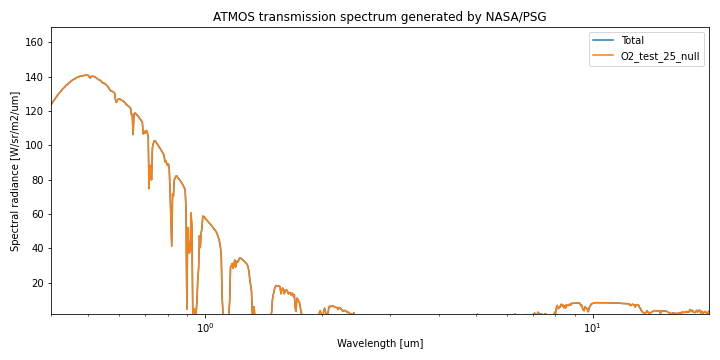 ATMOS transmission spectrum generated by NASA/PSG
Spectral radiance [W/sr/m2/um]
160
140
120
100
80
60
40
20
Total
O2_test_25_null
10⁰
10¹
Wavelength [um]